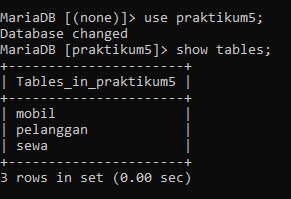 MariaDB [(none)]> use praktikum5;
Database changed
MariaDB [praktikum5]> show tables;
+----------------------+
| Tables_in_praktikum5 |
+----------------------+
| mobil                |
| pelanggan            |
| sewa                 |
+----------------------+
3 rows in set (0.00 sec)